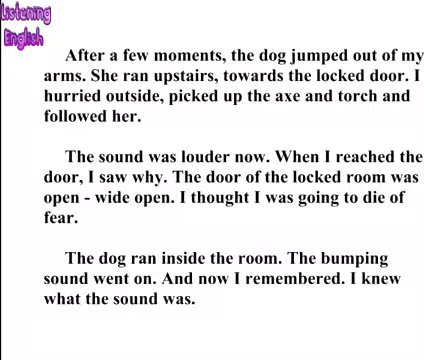 Listening
English
After a few moments, the dog jumped out of my
arms. She ran upstairs, towards the locked door. I
hurried outside, picked up the axe and torch and
followed her.
The sound was louder now. When I reached the
door, I saw why. The door of the locked room was
open - wide open. I thought I was going to die of
fear.
The dog ran inside the room. The bumping
sound went on. And now I remembered. I knew
what the sound was.